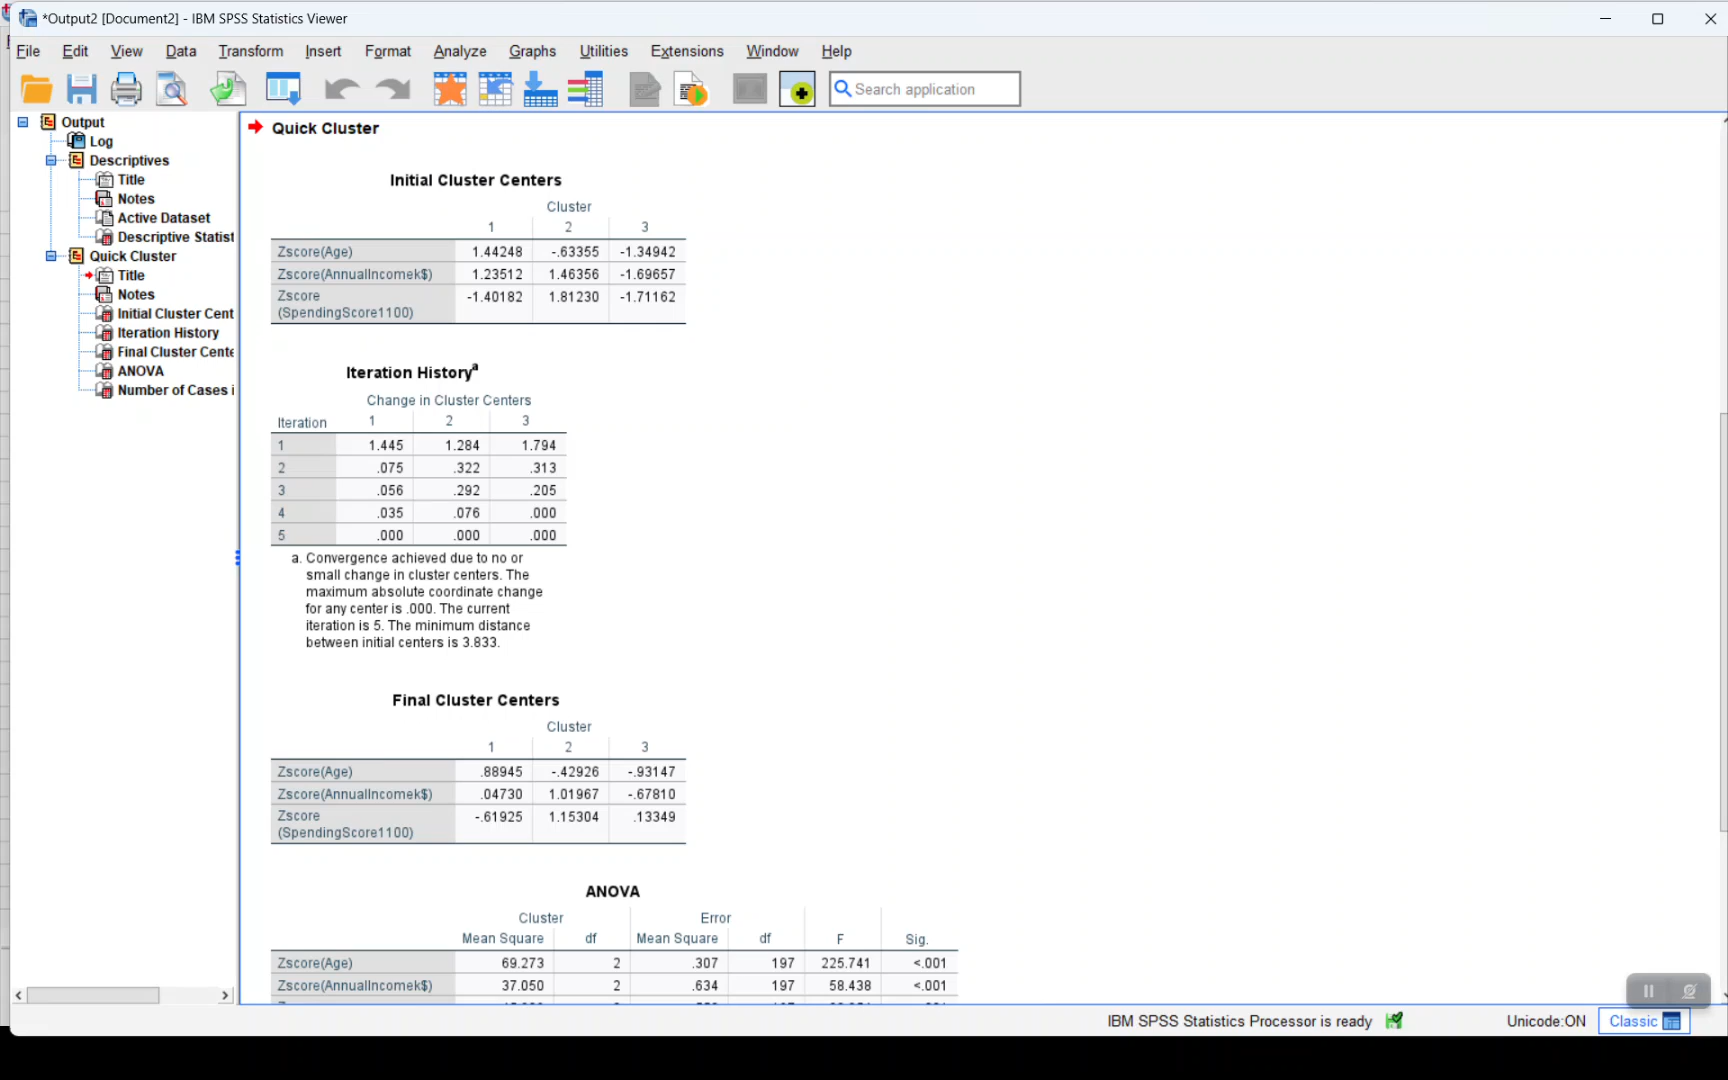 *Output2 [Document2] - IBM SPSS Statistics Viewer
File Edit View Data Transform Insert Format Analyze Graphs Utilities Extensions Window Help
Search application
Output
Log
Descriptives
Title
Notes
Active Dataset
Descriptive Statist
Quick Cluster
Title
Notes
Initial Cluster Cent
Iteration History
Final Cluster Cente
ANOVA
Number of Cases i
Quick Cluster
Initial Cluster Centers
Cluster
1 2 3
Zscore(Age) 1.44248 -.63355 -1.34942
Zscore(AnnualIncomek$) 1.23512 1.46356 -1.69657
Zscore -1.40182 1.81230 -1.71162
(SpendingScore1100)
Iteration History a
Change in Cluster Centers
Iteration 1 2 3
1 1.445 1.284 1.794
2 .075 .322 .313
3 .056 .292 .205
4 .035 .076 .000
5 .000 .000 .000
a. Convergence achieved due to no or
small change in cluster centers. The
maximum absolute coordinate change
for any center is .000. The current
iteration is 5. The minimum distance
between initial centers is 3.833.
Final Cluster Centers
Cluster
1 2 3
Zscore(Age) .88945 -.42926 -.93147
Zscore(AnnualIncomek$) .04730 1.01967 -.67810
Zscore -.61925 1.15304 .13349
(SpendingScore1100)
ANOVA
Cluster Error
Mean Square df Mean Square df F Sig.
Zscore(Age) 69.273 2 .307 197 225.741 <.001
Zscore(AnnualIncomek$) 37.050 2 .634 197 58.438 <.001
IBM SPSS Statistics Processor is ready Unicode:ON Classic